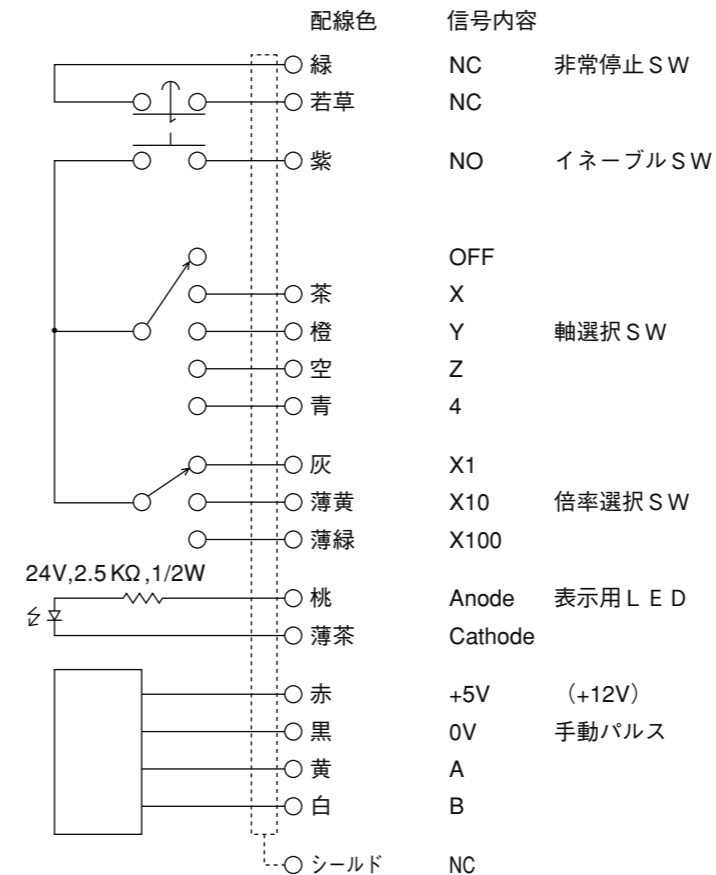 配線色 信号内容
緑 NC 非常停止SW
若草 NC
紫 NO イネーブルSW
OFF
茶 X
橙 Y 軸選択SW
空 Z
青 4
灰 X1
薄黄 X10 倍率選択SW
薄緑 X100
24V,2.5KΩ,1/2W
桃 Anode 表示用LED
薄茶 Cathode
赤 +5V (+12V)
黒 0V 手動パルス
黄 A
白 B
シールド NC